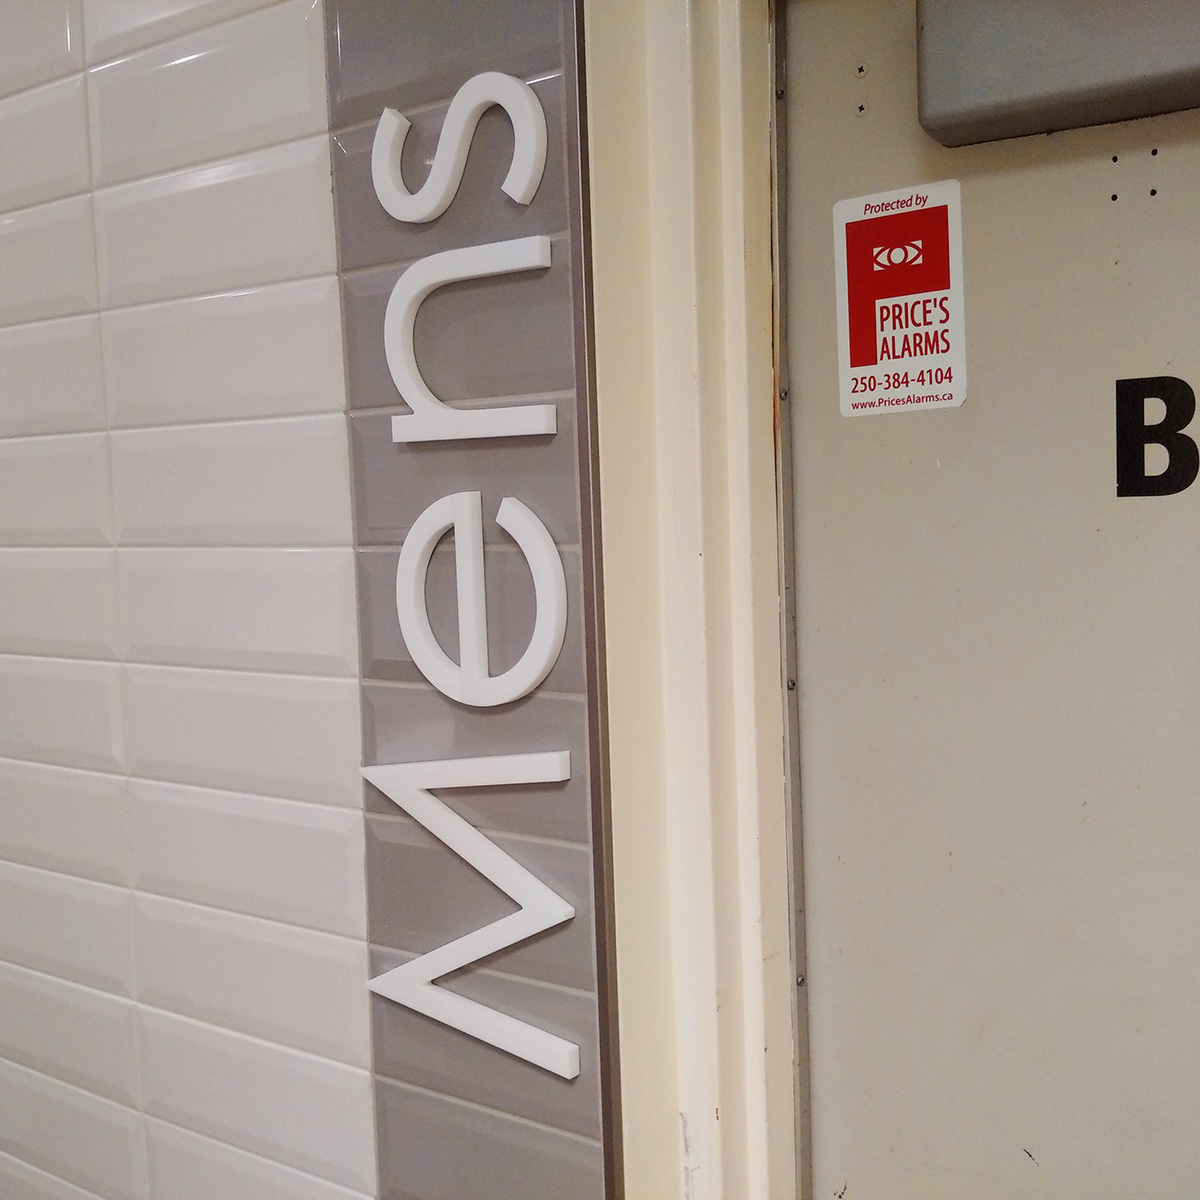 Mens
Protected by
PRICE'S
ALARMS
250-384-4104
www.PricesAlarms.ca
B